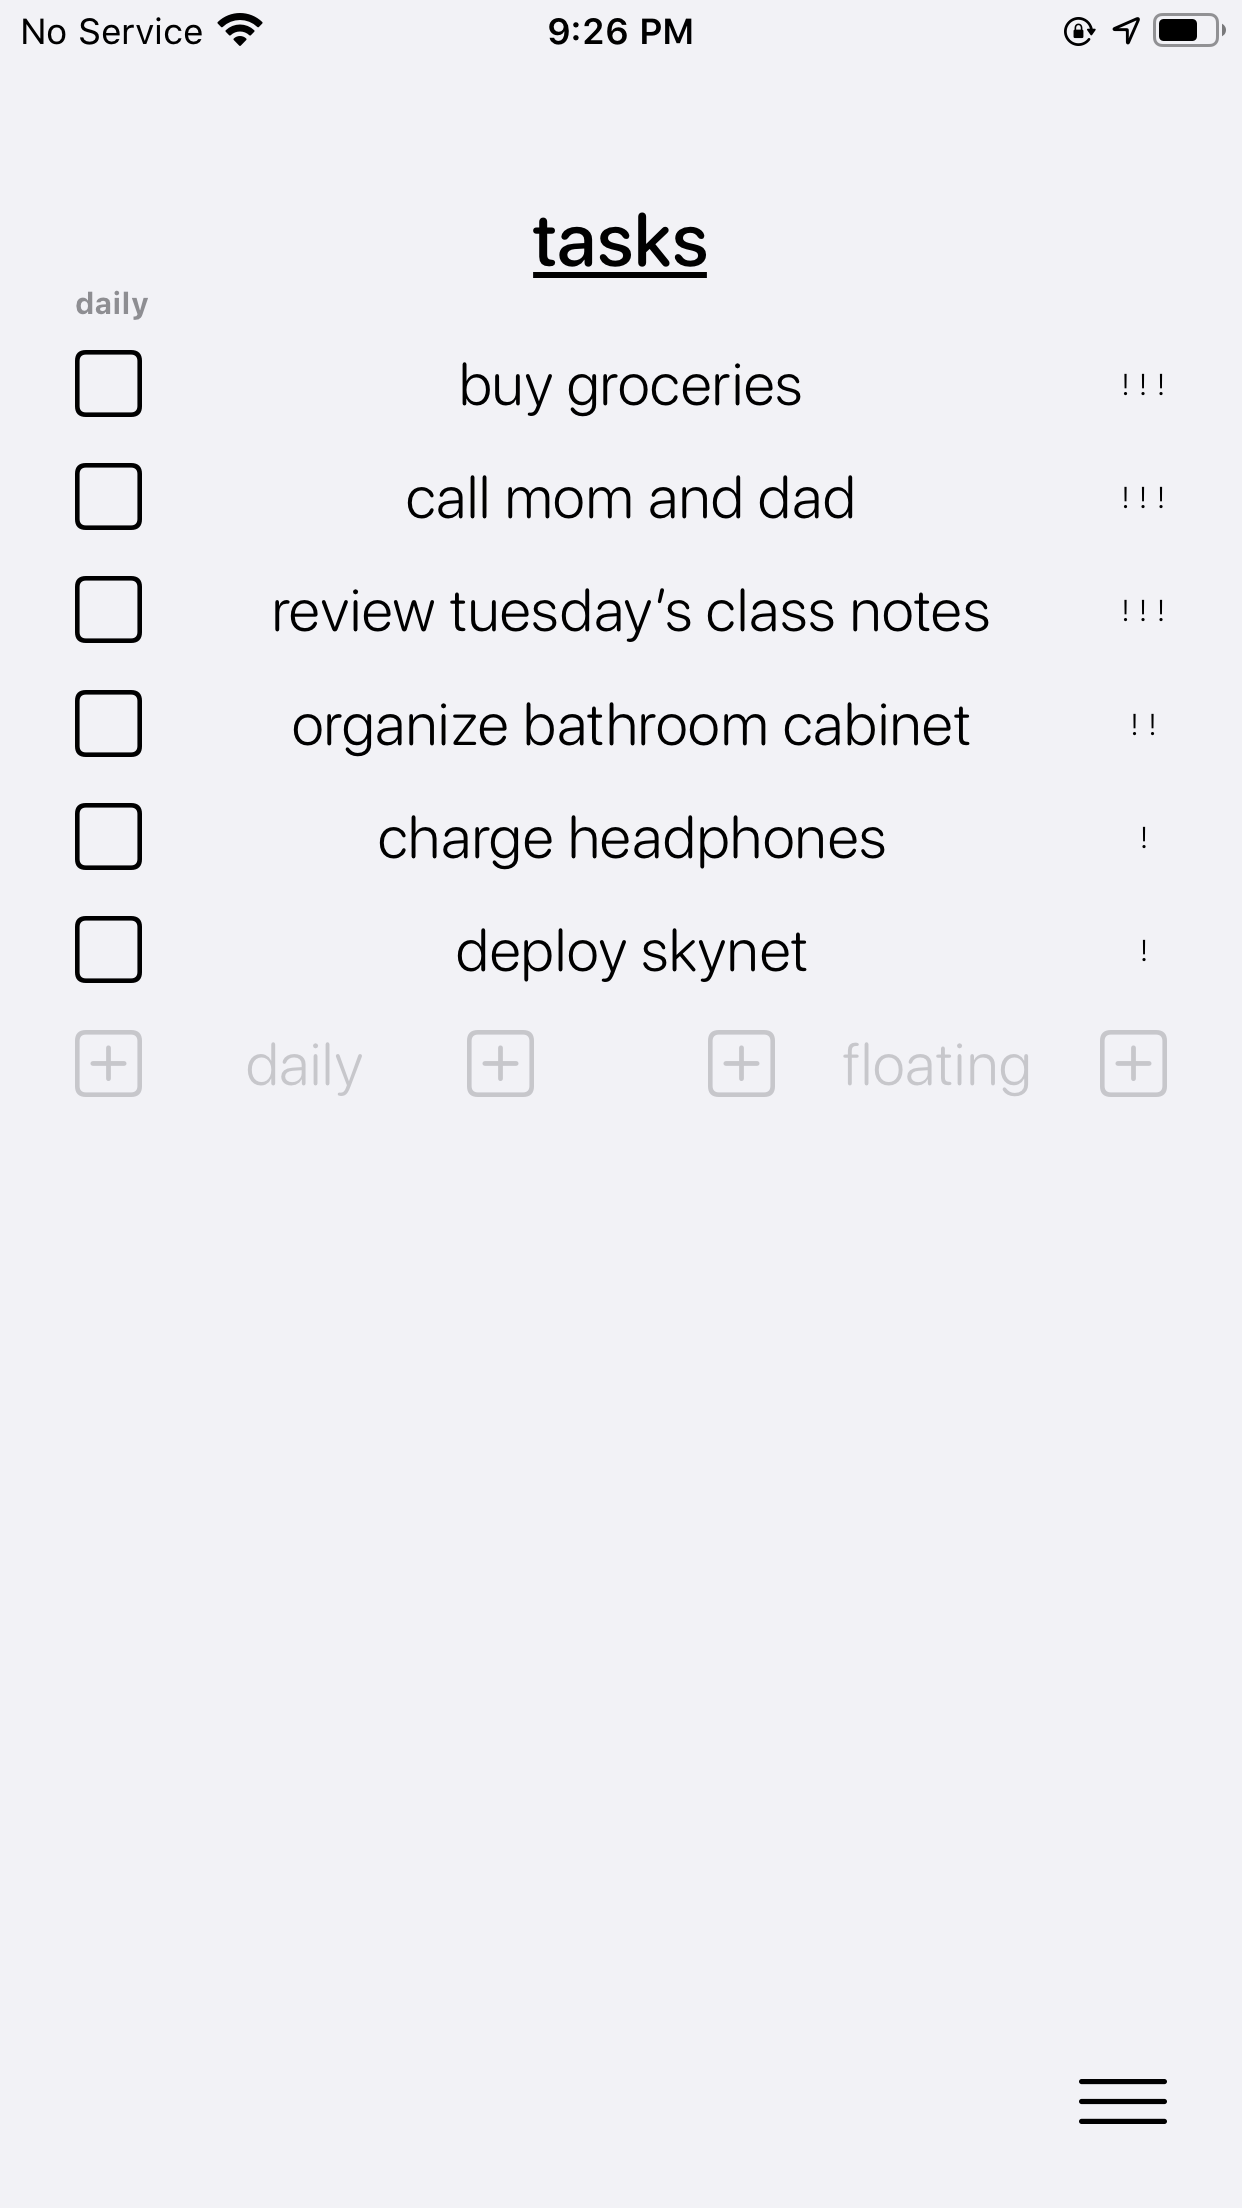 No Service 9:26 PM
tasks
daily
buy groceries !!!
call mom and dad !!!
review tuesday’s class notes !!!
organize bathroom cabinet !!
charge headphones !
deploy skynet !
daily floating